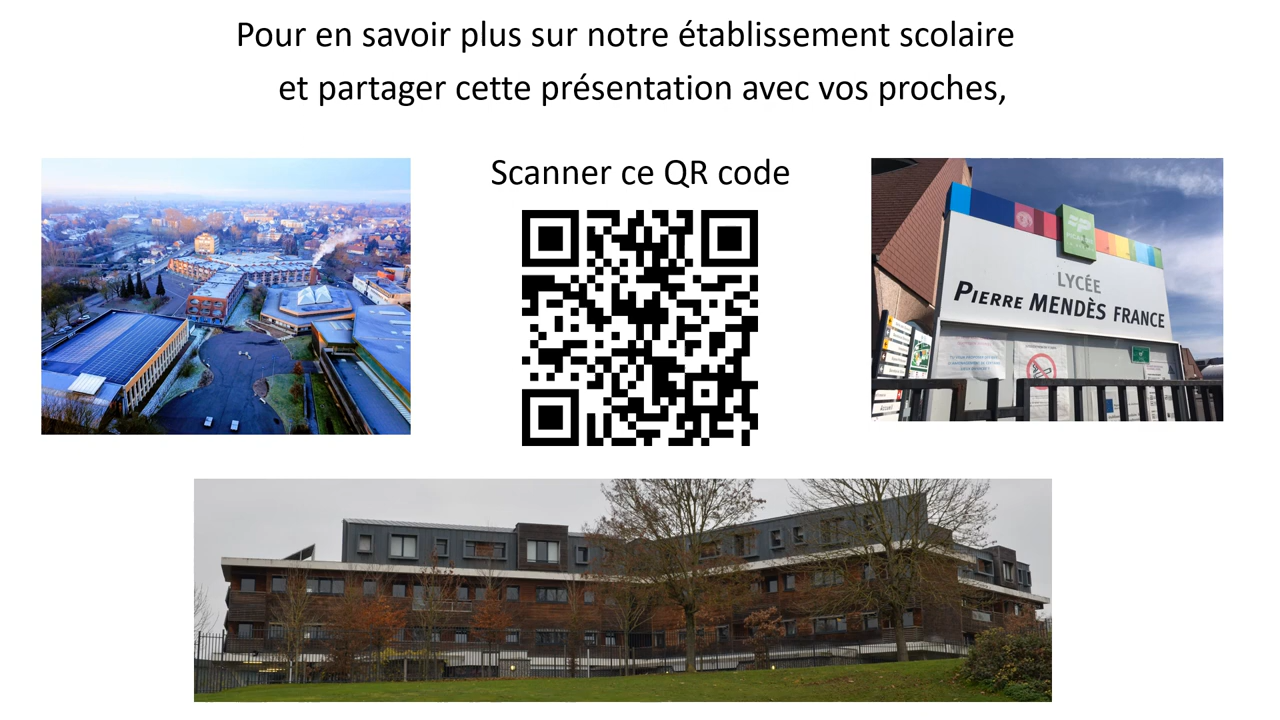 Pour en savoir plus sur notre établissement scolaire
et partager cette présentation avec vos proches,
Scanner ce QR code
LYCÉE
PIERRE MENDÈS FRANCE
Accueil